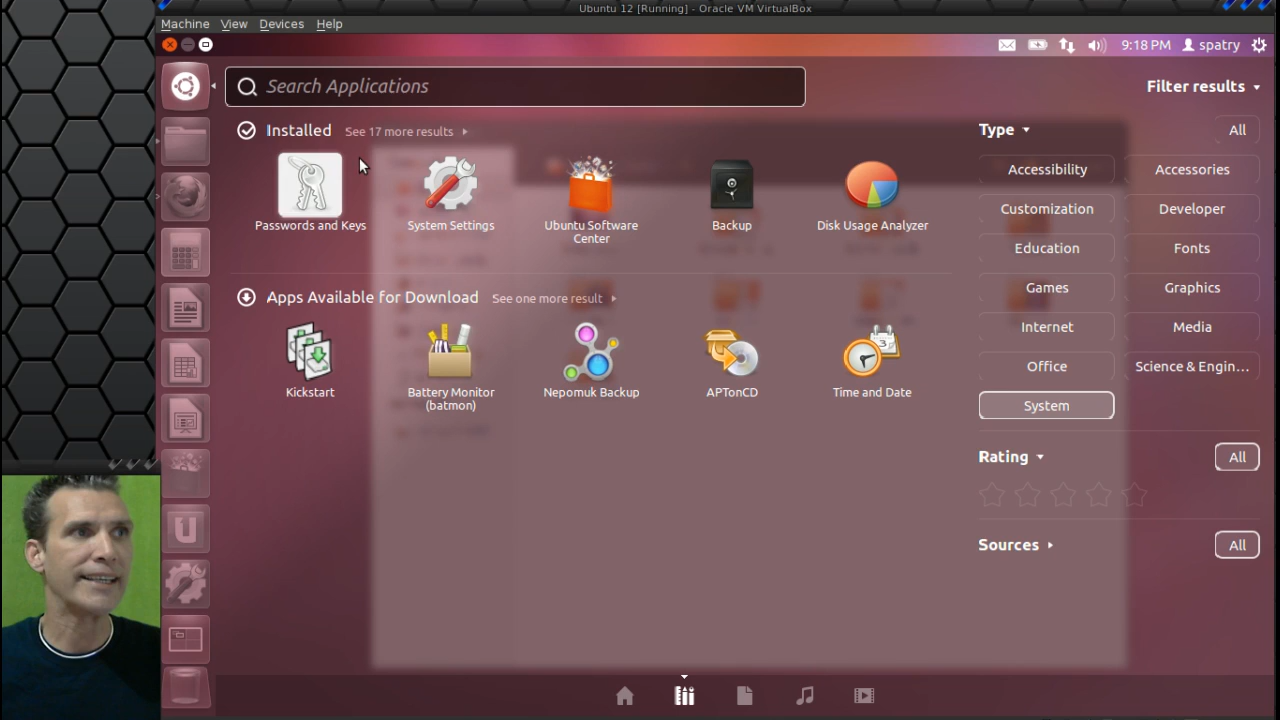 Ubuntu 12 [Running] - Oracle VM VirtualBox
Machine View Devices Help
9:18 PM spatry
Search Applications
Filter results
Installed See 17 more results
Passwords and Keys
System Settings
Ubuntu Software
Center
Backup
Disk Usage Analyzer
Apps Available for Download See one more result
Kickstart
Battery Monitor
(batmon)
Nepomuk Backup
APTonCD
Time and Date
Type All
Accessibility Accessories
Customization Developer
Education Fonts
Games Graphics
Internet Media
Office Science & Engin...
System
Rating All
Sources All